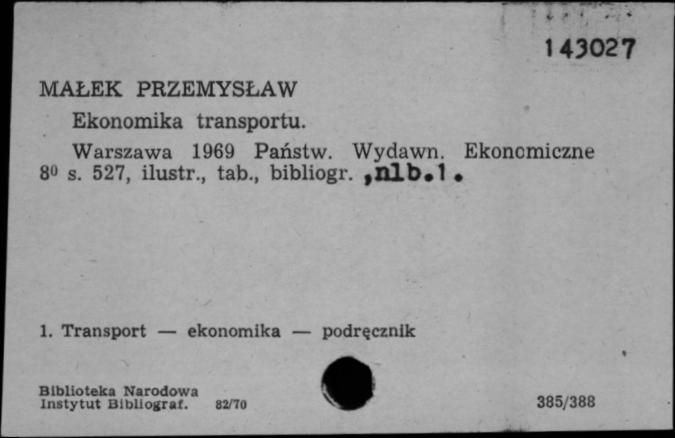 143027
MAŁEK PRZEMYSŁAW
Ekonomika transportu.
Warszawa 1969 Państw. Wydawn. Ekonomiczne
8⁰ s. 527, ilustr., tab., bibliogr. ,nlb.1.
1. Transport — ekonomika — podręcznik
Biblioteka Narodowa
Instytut Bibliograf. 82/70
385/388